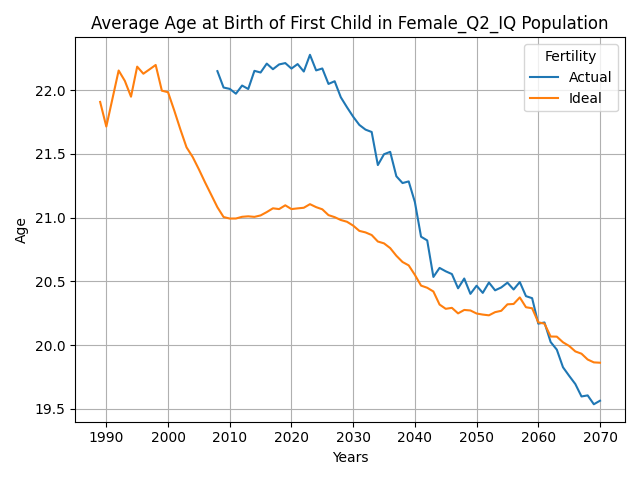 Average Age at Birth of First Child in Female_Q2_IQ Population
Fertility
Actual
Ideal
Age
22.0
21.5
21.0
20.5
20.0
19.5
1990 2000 2010 2020 2030 2040 2050 2060 2070
Years